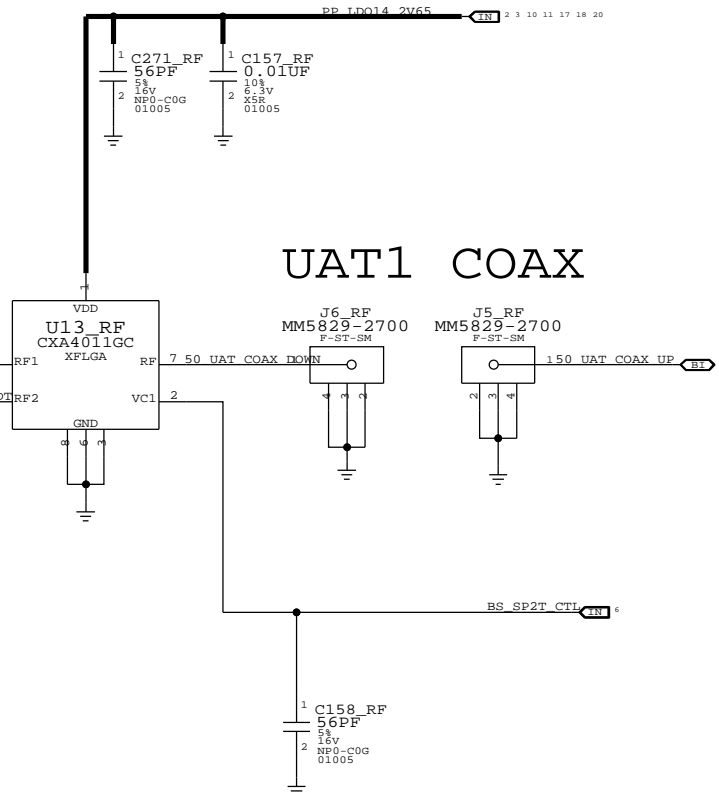 PP_LDO14_2V65
IN
2 3 10 11 17 18 20
1
C271_RF
56PF
5%
16V
NP0-C0G
01005
2
1
C157_RF
0.01UF
10%
6.3V
X5R
01005
2
UAT1 COAX
1
VDD
U13_RF
CXA4011GC
XFLGA
RF1
RF
7
50_UAT_COAX_DOWN
1
RF2
VC1
2
GND
8
6
3
J6_RF
MM5829-2700
F-ST-SM
4
3
2
J5_RF
MM5829-2700
F-ST-SM
1
50_UAT_COAX_UP
BI
2
3
4
BS_SP2T_CTL
IN
6
1
C158_RF
56PF
5%
16V
NP0-C0G
01005
2